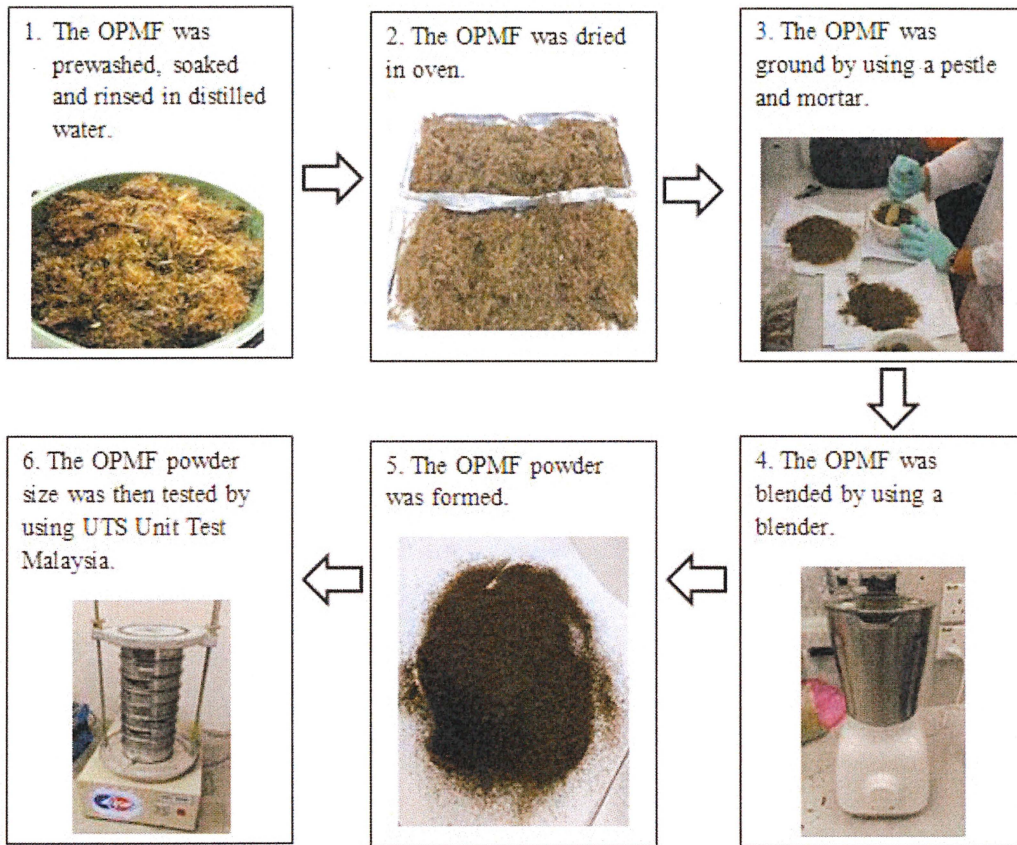 1. The OPMF was
prewashed, soaked
and rinsed in distilled
water.
2. The OPMF was dried
in oven.
3. The OPMF was
ground by using a pestle
and mortar.
4. The OPMF was
blended by using a
blender.
5. The OPMF powder
was formed.
6. The OPMF powder
size was then tested by
using UTS Unit Test
Malaysia.